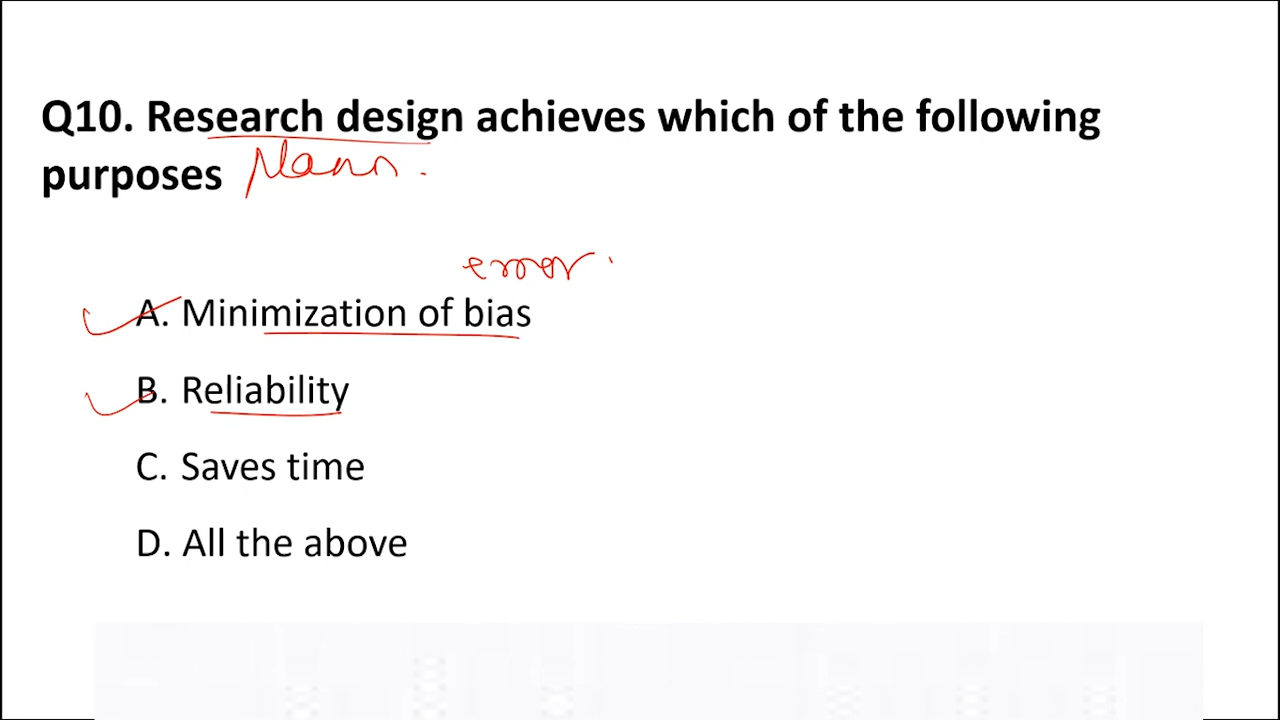 Q10. Research design achieves which of the following
purposes
error.
A. Minimization of bias
B. Reliability
C. Saves time
D. All the above